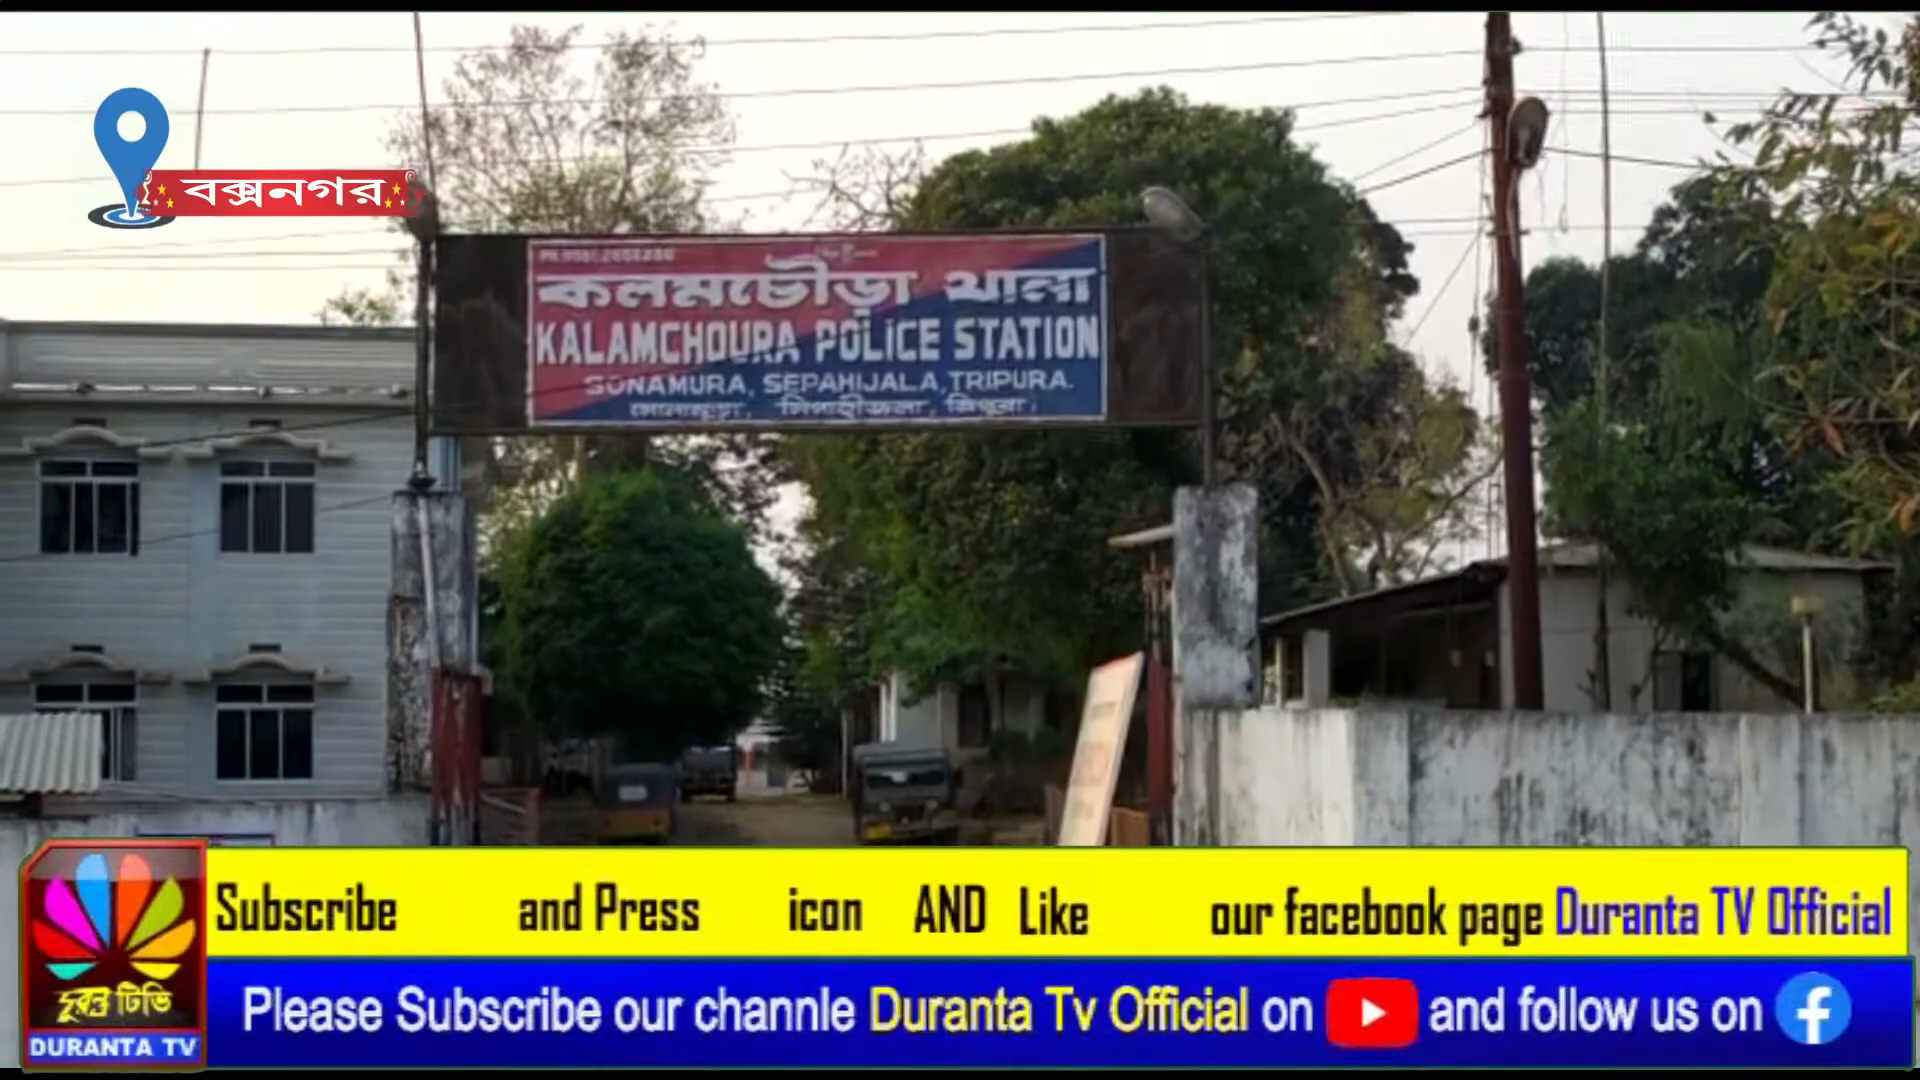 বক্সনগর
কলমচৌড়া থানা
KALAMCHOURA POLICE STATION
SONAMURA, SEPAHIJALA, TRIPURA.
সোনামুড়া, সিপাহীজলা, ত্রিপুরা।
Subscribe and Press icon AND Like our facebook page Duranta TV Official
Please Subscribe our channle Duranta Tv Official on and follow us on
দুরন্ত টিভি
DURANTA TV